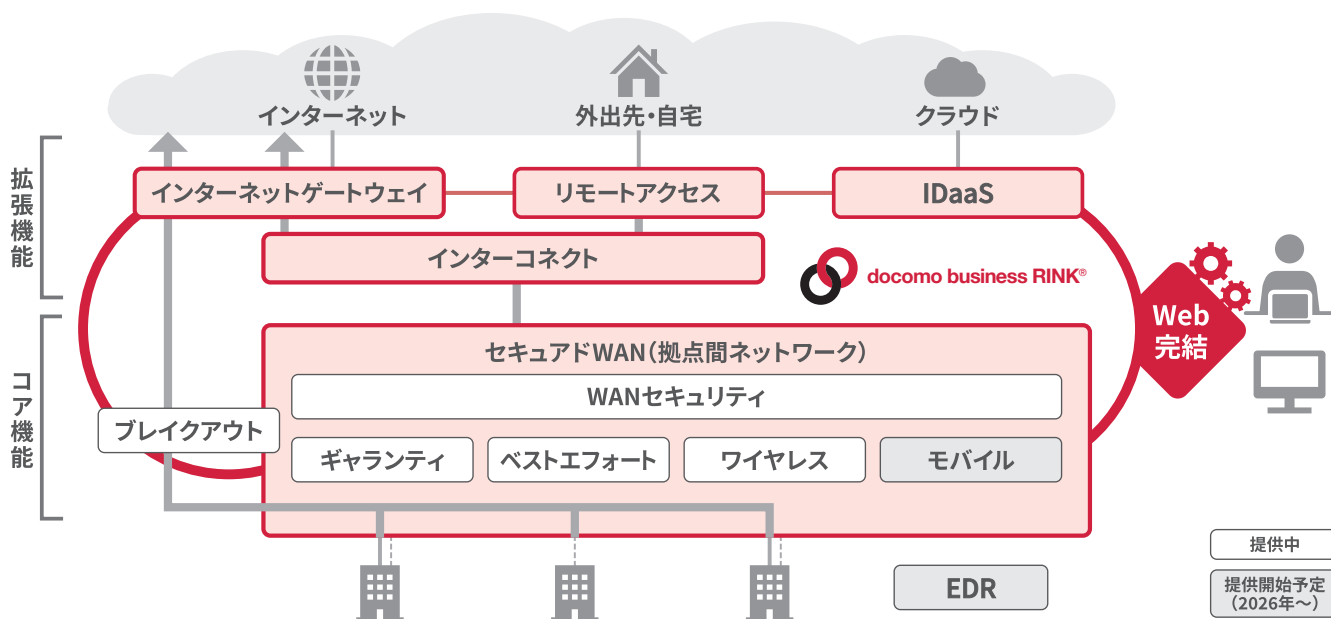 インターネット
外出先・自宅
クラウド
拡張機能
インターネットゲートウェイ
リモートアクセス
IDaaS
インターコネクト
docomo business RINK®
Web
完結
コア機能
セキュアドWAN（拠点間ネットワーク）
WANセキュリティ
ブレイクアウト
ギャランティ
ベストエフォート
ワイヤレス
モバイル
EDR
提供中
提供開始予定
（2026年～）